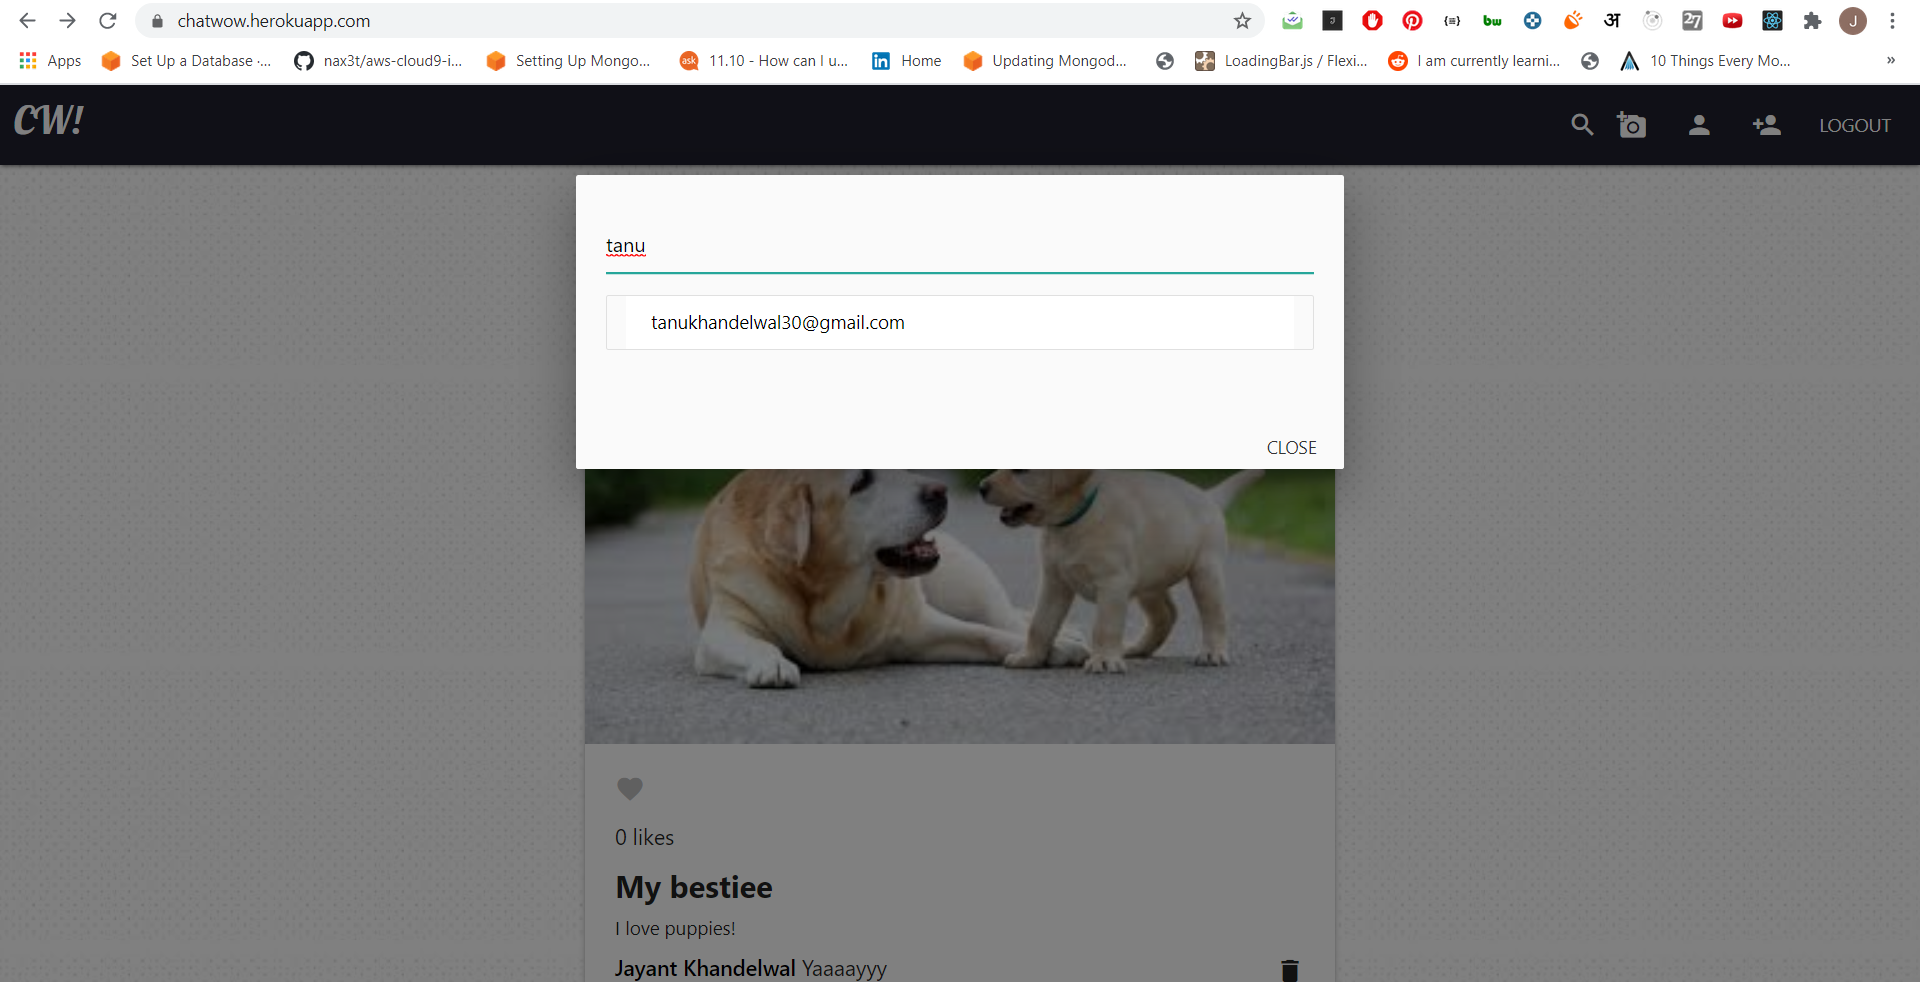 chatwow.herokuapp.com
Apps Set Up a Database ·... nax3t/aws-cloud9-i... Setting Up Mongo... ask 11.10 - How can I u... in Home Updating Mongod... LoadingBar.js / Flexi... I am currently learni... 10 Things Every Mo... »
CW! LOGOUT
tanu
tanukhandelwal30@gmail.com
CLOSE
0 likes
My bestiee
I love puppies!
Jayant Khandelwal Yaaaayyy